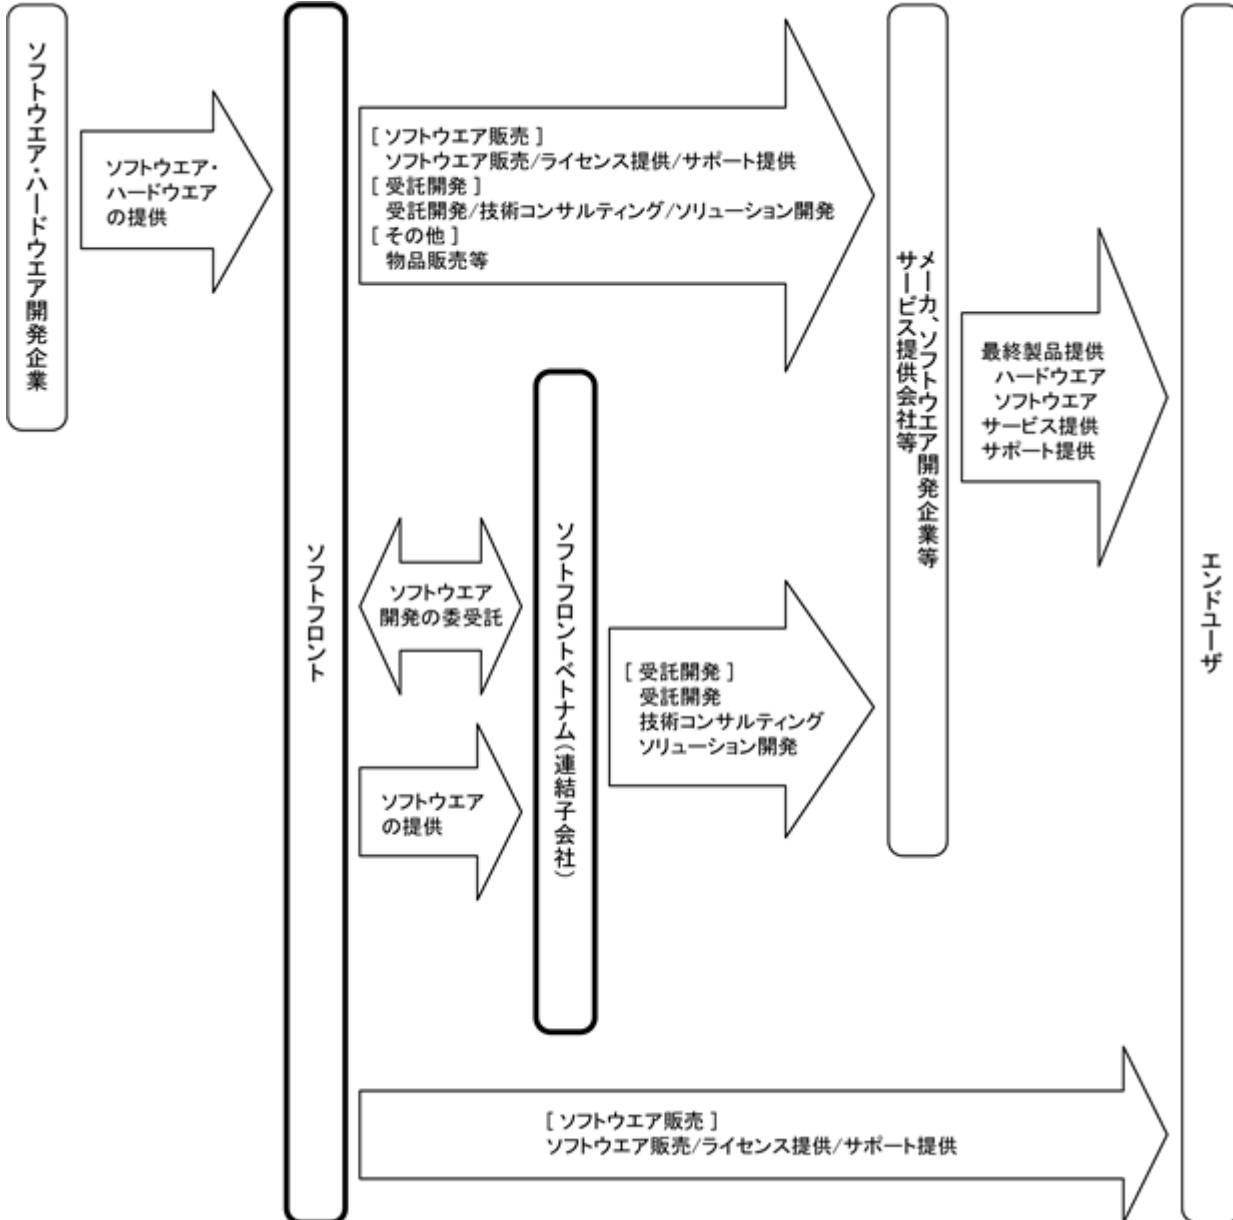 ソフトウエア・ハードウエア開発企業
ソフトウエア・
ハードウエア
の提供
ソフトフロント
[ ソフトウエア販売 ]
ソフトウエア販売/ライセンス提供/サポート提供
[ 受託開発 ]
受託開発/技術コンサルティング/ソリューション開発
[ その他 ]
物品販売等
ソフトウエア
開発の委受託
ソフトウエア
の提供
ソフトフロントベトナム(連結子会社)
[ 受託開発 ]
受託開発
技術コンサルティング
ソリューション開発
メーカ、ソフトウエア開発企業等
サービス提供会社等
最終製品提供
ハードウエア
ソフトウエア
サービス提供
サポート提供
エンドユーザ
[ ソフトウエア販売 ]
ソフトウエア販売/ライセンス提供/サポート提供